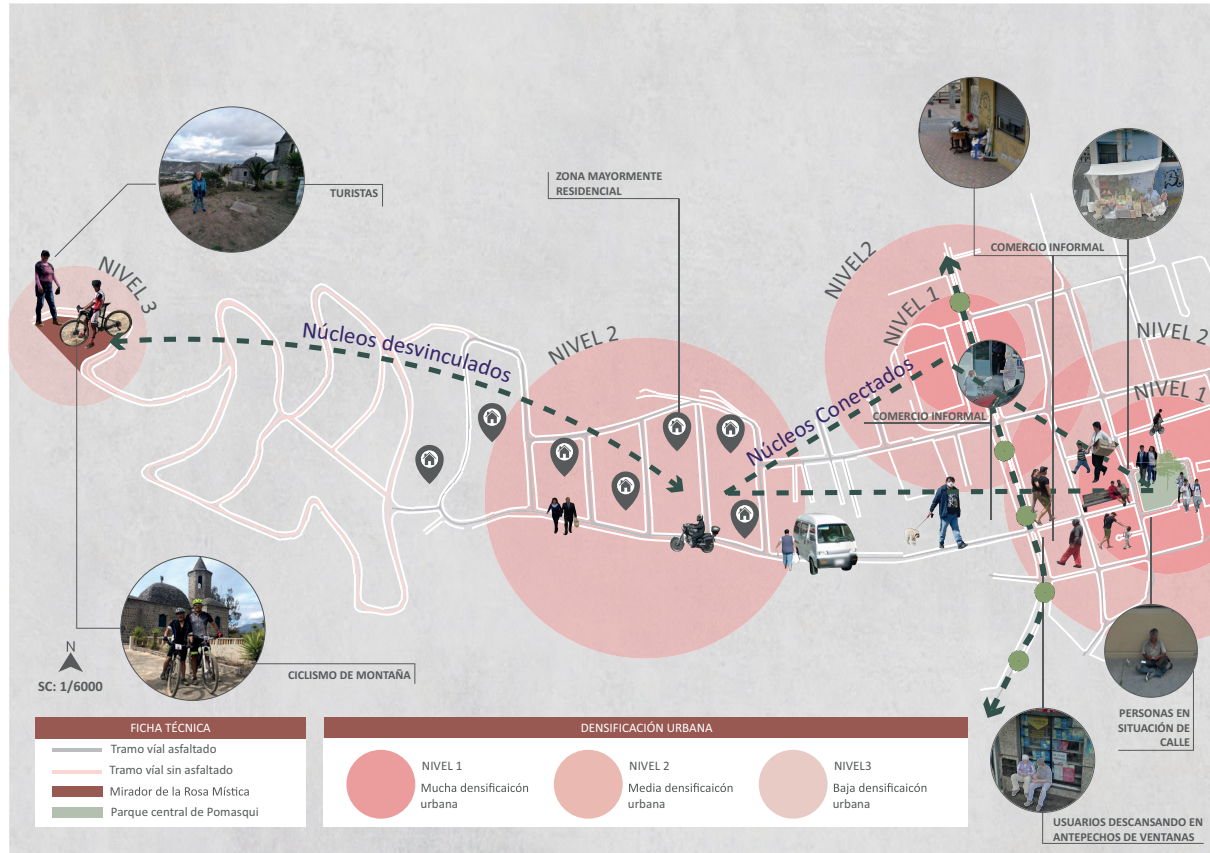 TURISTAS
ZONA MAYORMENTE
RESIDENCIAL
COMERCIO INFORMAL
NIVEL 3
NIVEL2
NIVEL 1
NIVEL 2
NIVEL 1
Núcleos desvinculados
NIVEL 2
Núcleos Conectados
COMERCIO INFORMAL
N
SC: 1/6000
CICLISMO DE MONTAÑA
PERSONAS EN
SITUACIÓN DE
CALLE
USUARIOS DESCANSANDO EN
ANTEPECHOS DE VENTANAS
FICHA TÉCNICA
Tramo víal asfaltado
Tramo víal sin asfaltado
Mirador de la Rosa Mística
Parque central de Pomasqui
DENSIFICACIÓN URBANA
NIVEL 1
Mucha densificaicón
urbana
NIVEL 2
Media densificaicón
urbana
NIVEL3
Baja densificaicón
urbana